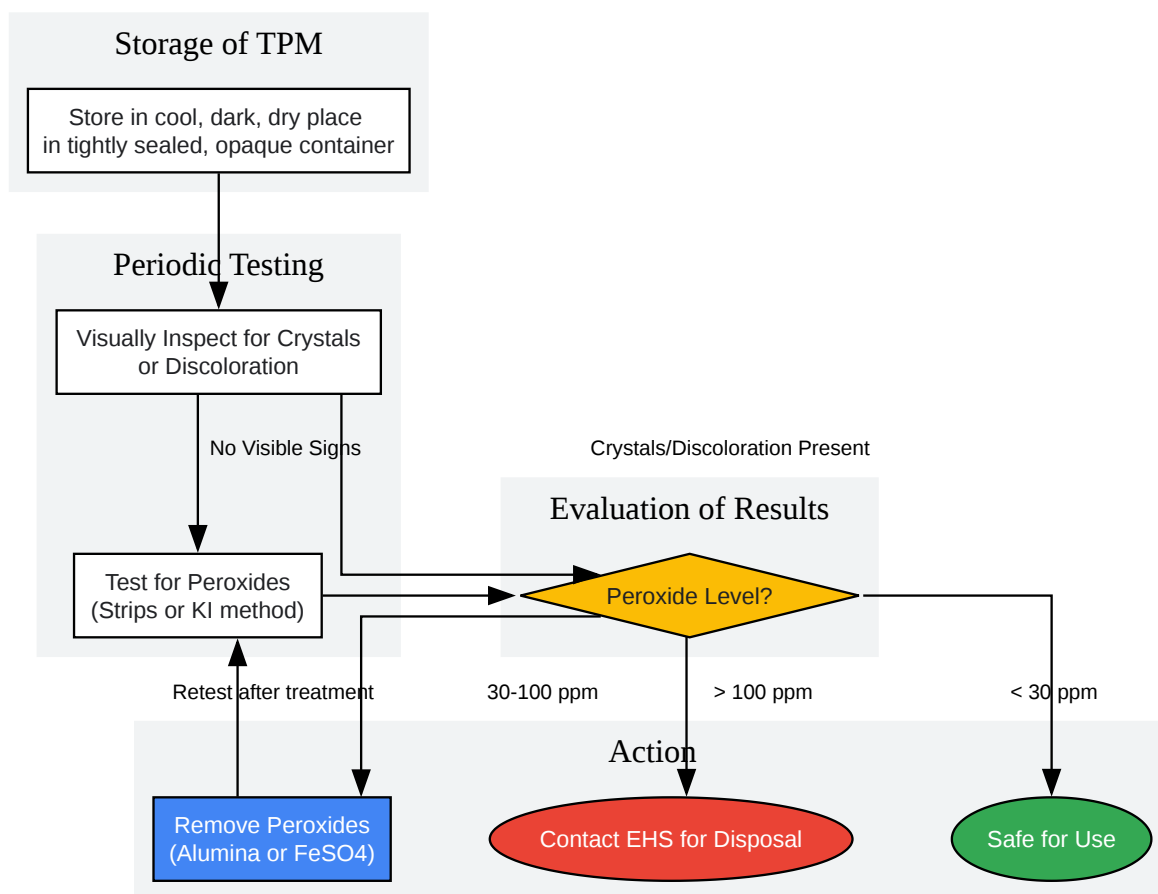 Storage of TPM
Store in cool, dark, dry place
in tightly sealed, opaque container
Periodic Testing
Visually Inspect for Crystals
or Discoloration
No Visible Signs
Crystals/Discoloration Present
Evaluation of Results
Test for Peroxides
(Strips or KI method)
Peroxide Level?
Retest after treatment
30-100 ppm
> 100 ppm
< 30 ppm
Action
Remove Peroxides
(Alumina or FeSO4)
Contact EHS for Disposal
Safe for Use